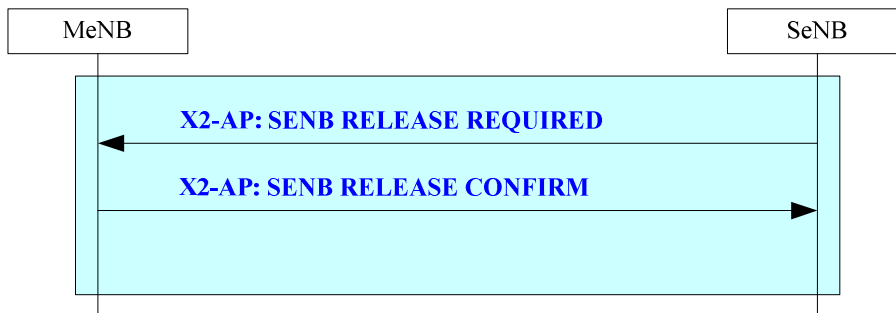 MeNB
SeNB
X2-AP: SENB RELEASE REQUIRED
X2-AP: SENB RELEASE CONFIRM